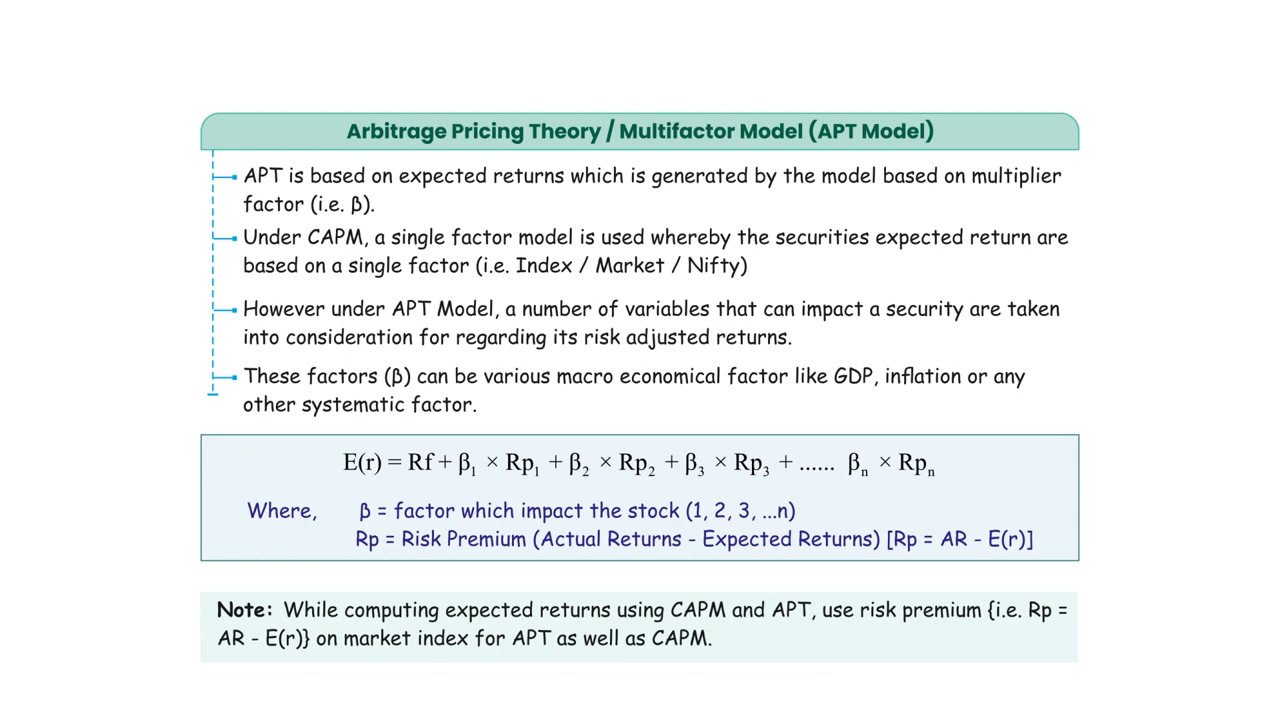 Arbitrage Pricing Theory / Multifactor Model (APT Model)
APT is based on expected returns which is generated by the model based on multiplier
factor (i.e. β).
Under CAPM, a single factor model is used whereby the securities expected return are
based on a single factor (i.e. Index / Market / Nifty)
However under APT Model, a number of variables that can impact a security are taken
into consideration for regarding its risk adjusted returns.
These factors (β) can be various macro economical factor like GDP, inflation or any
other systematic factor.
E(r) = Rf + β₁ × Rp₁ + β₂ × Rp₂ + β₃ × Rp₃ + ...... βₙ × Rpₙ
Where, β = factor which impact the stock (1, 2, 3, ...n)
Rp = Risk Premium (Actual Returns - Expected Returns) [Rp = AR - E(r)]
Note: While computing expected returns using CAPM and APT, use risk premium {i.e. Rp =
AR - E(r)} on market index for APT as well as CAPM.